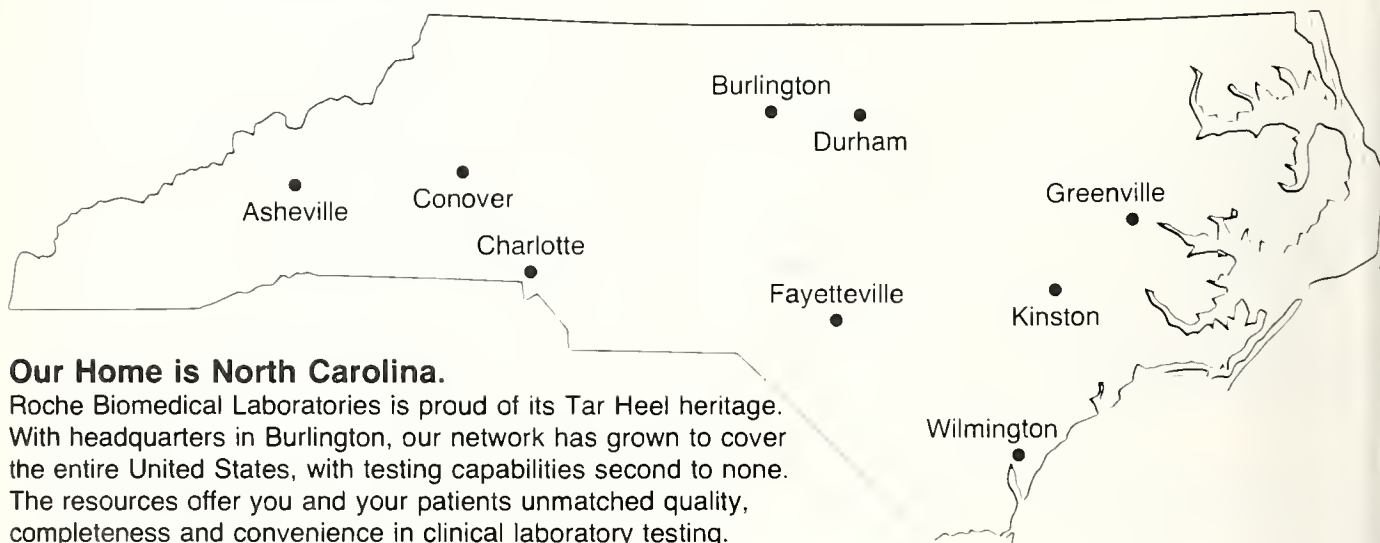 Burlington
Durham
Asheville
Conover
Greenville
Charlotte
Fayetteville
Kinston
Wilmington
Our Home is North Carolina.
Roche Biomedical Laboratories is proud of its Tar Heel heritage.
With headquarters in Burlington, our network has grown to cover
the entire United States, with testing capabilities second to none.
The resources offer you and your patients unmatched quality,
completeness and convenience in clinical laboratory testing.